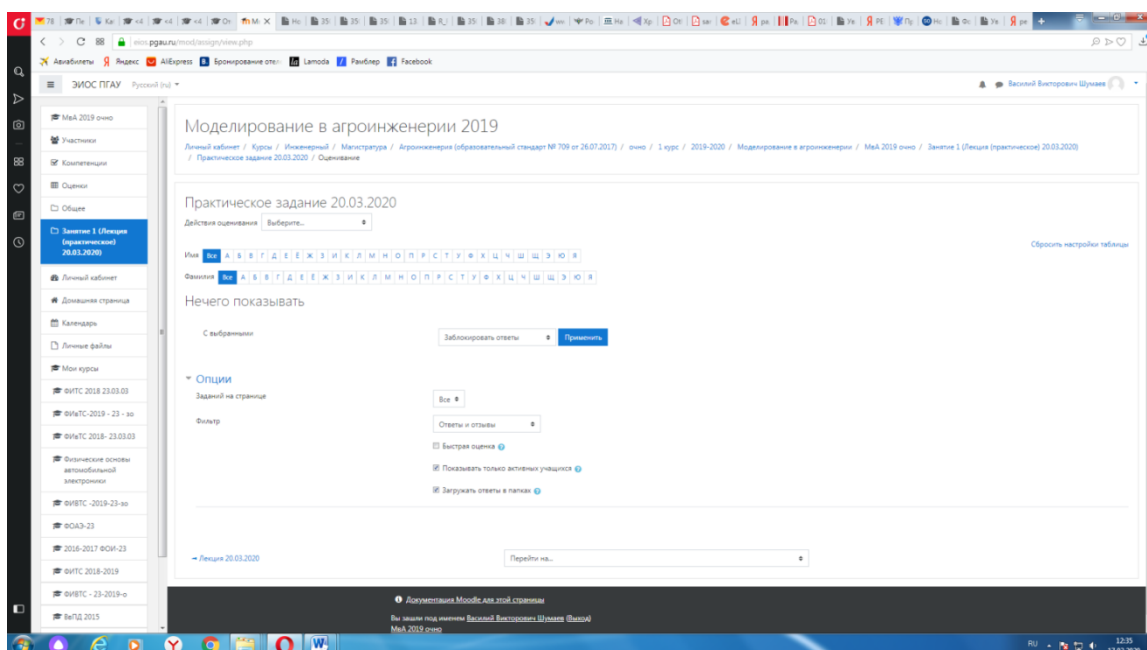 eios.pgau.ru/mod/assign/view.php
Авиабилеты Яндекс AliExpress Бронирование отел Lamoda Рамблер Facebook
ЭИОС ПГАУ Русский (ru)
Василий Викторович Шумаев
МвА 2019 очно
Участники
Компетенции
Оценки
Общее
Занятие 1 (Лекция
(практическое)
20.03.2020)
Личный кабинет
Домашняя страница
Календарь
Личные файлы
Мои курсы
ФИТС 2018 23.03.03
ФИвТС-2019 - 23 - зо
ФИвТС 2018- 23.03.03
Физические основы
автомобильной
электроники
ФИВТС -2019-23-зо
ФОАЭ-23
2016-2017 ФОИ-23
ФИТС 2018-2019
ФИВТС - 23-2019-о
ВеПД 2015
Моделирование в агроинженерии 2019
Личный кабинет / Курсы / Инженерный / Магистратура / Агроинженерия (образовательный стандарт № 709 от 26.07.2017) / очно / 1 курс / 2019-2020 / Моделирование в агроинженерии / МвА 2019 очно / Занятие 1 (Лекция (практическое) 20.03.2020)
/ Практическое задание 20.03.2020 / Оценивание
Практическое задание 20.03.2020
Действия оценивания Выберите...
Сбросить настройки таблицы
Имя Все А Б В Г Д Е Ё Ж З И К Л М Н О П Р С Т У Ф Х Ц Ч Ш Щ Э Ю Я
Фамилия Все А Б В Г Д Е Ё Ж З И К Л М Н О П Р С Т У Ф Х Ц Ч Ш Щ Э Ю Я
Нечего показывать
С выбранными Заблокировать ответы Применить
Опции
Заданий на странице Все
Фильтр Ответы и отзывы
Быстрая оценка
Показывать только активных учащихся
Загружать ответы в папках
Лекция 20.03.2020 Перейти на...
Документация Moodle для этой страницы
Вы зашли под именем Василий Викторович Шумаев (Выход)
МвА 2019 очно
RU 12:35